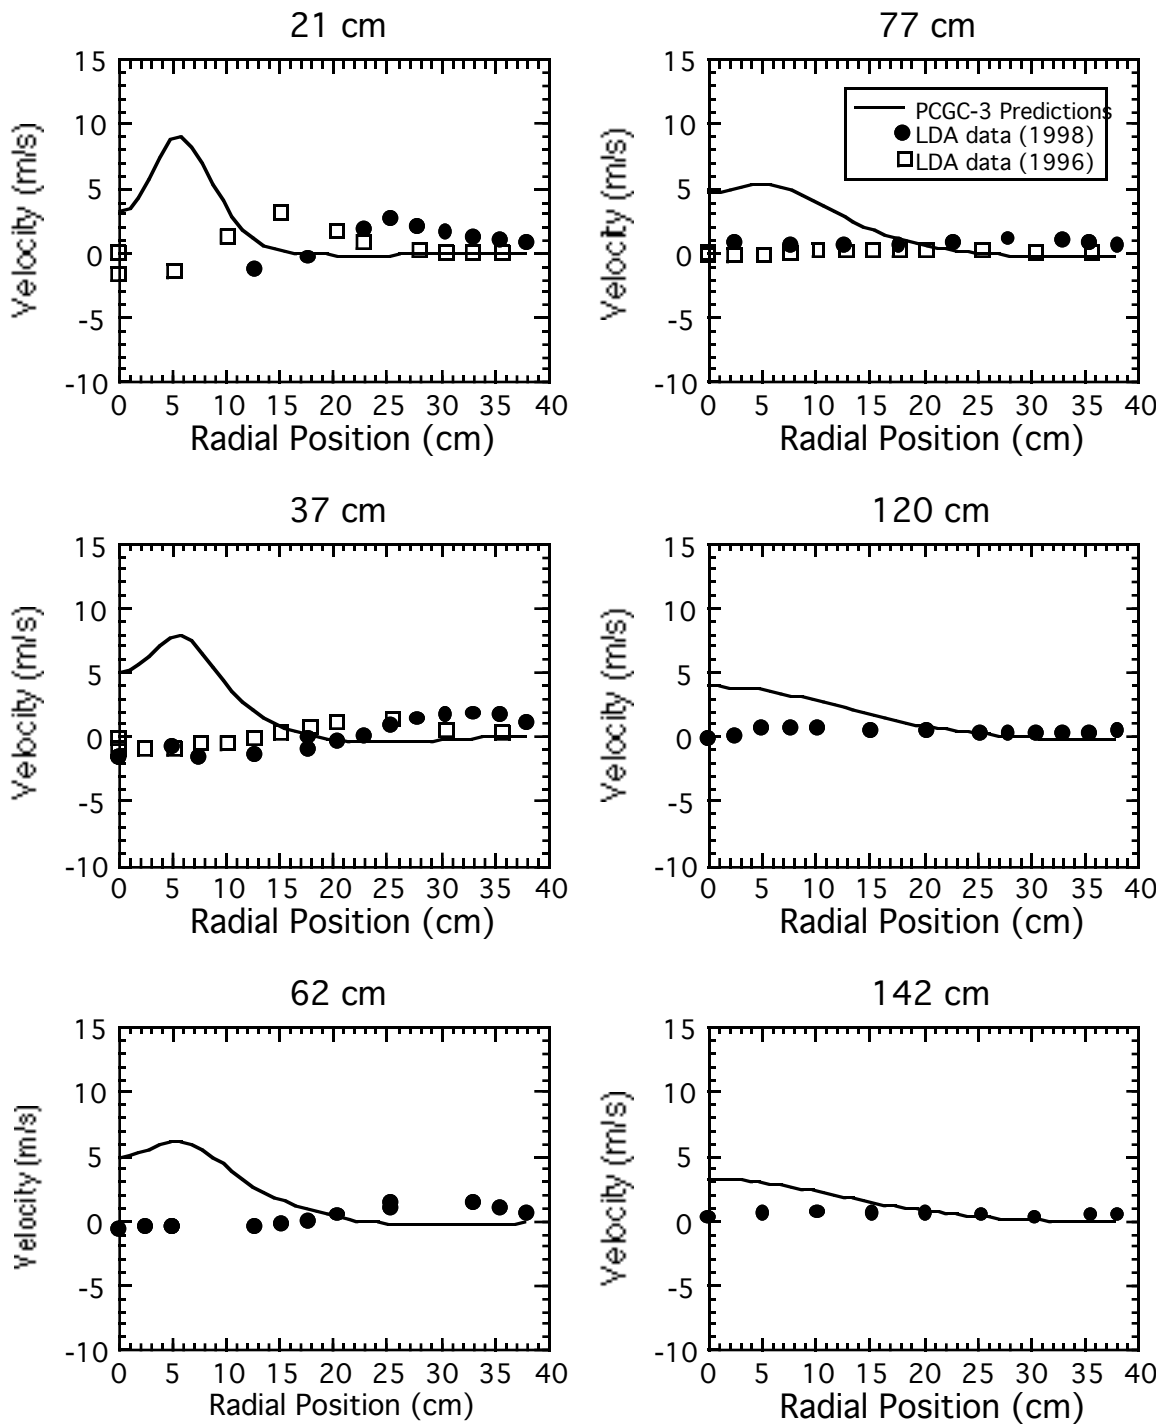 21 cm
15
10
5
0
-5
-10
0 5 10 15 20 25 30 35 40
Velocity (m/s)
Radial Position (cm)
77 cm
15
10
5
0
-5
-10
0 5 10 15 20 25 30 35 40
Velocity (m/s)
Radial Position (cm)
PCGC-3 Predictions
LDA data (1998)
LDA data (1996)
37 cm
15
10
5
0
-5
-10
0 5 10 15 20 25 30 35 40
Velocity (m/s)
Radial Position (cm)
120 cm
15
10
5
0
-5
-10
0 5 10 15 20 25 30 35 40
Velocity (m/s)
Radial Position (cm)
62 cm
15
10
5
0
-5
-10
0 5 10 15 20 25 30 35 40
Velocity (m/s)
Radial Position (cm)
142 cm
15
10
5
0
-5
-10
0 5 10 15 20 25 30 35 40
Velocity (m/s)
Radial Position (cm)